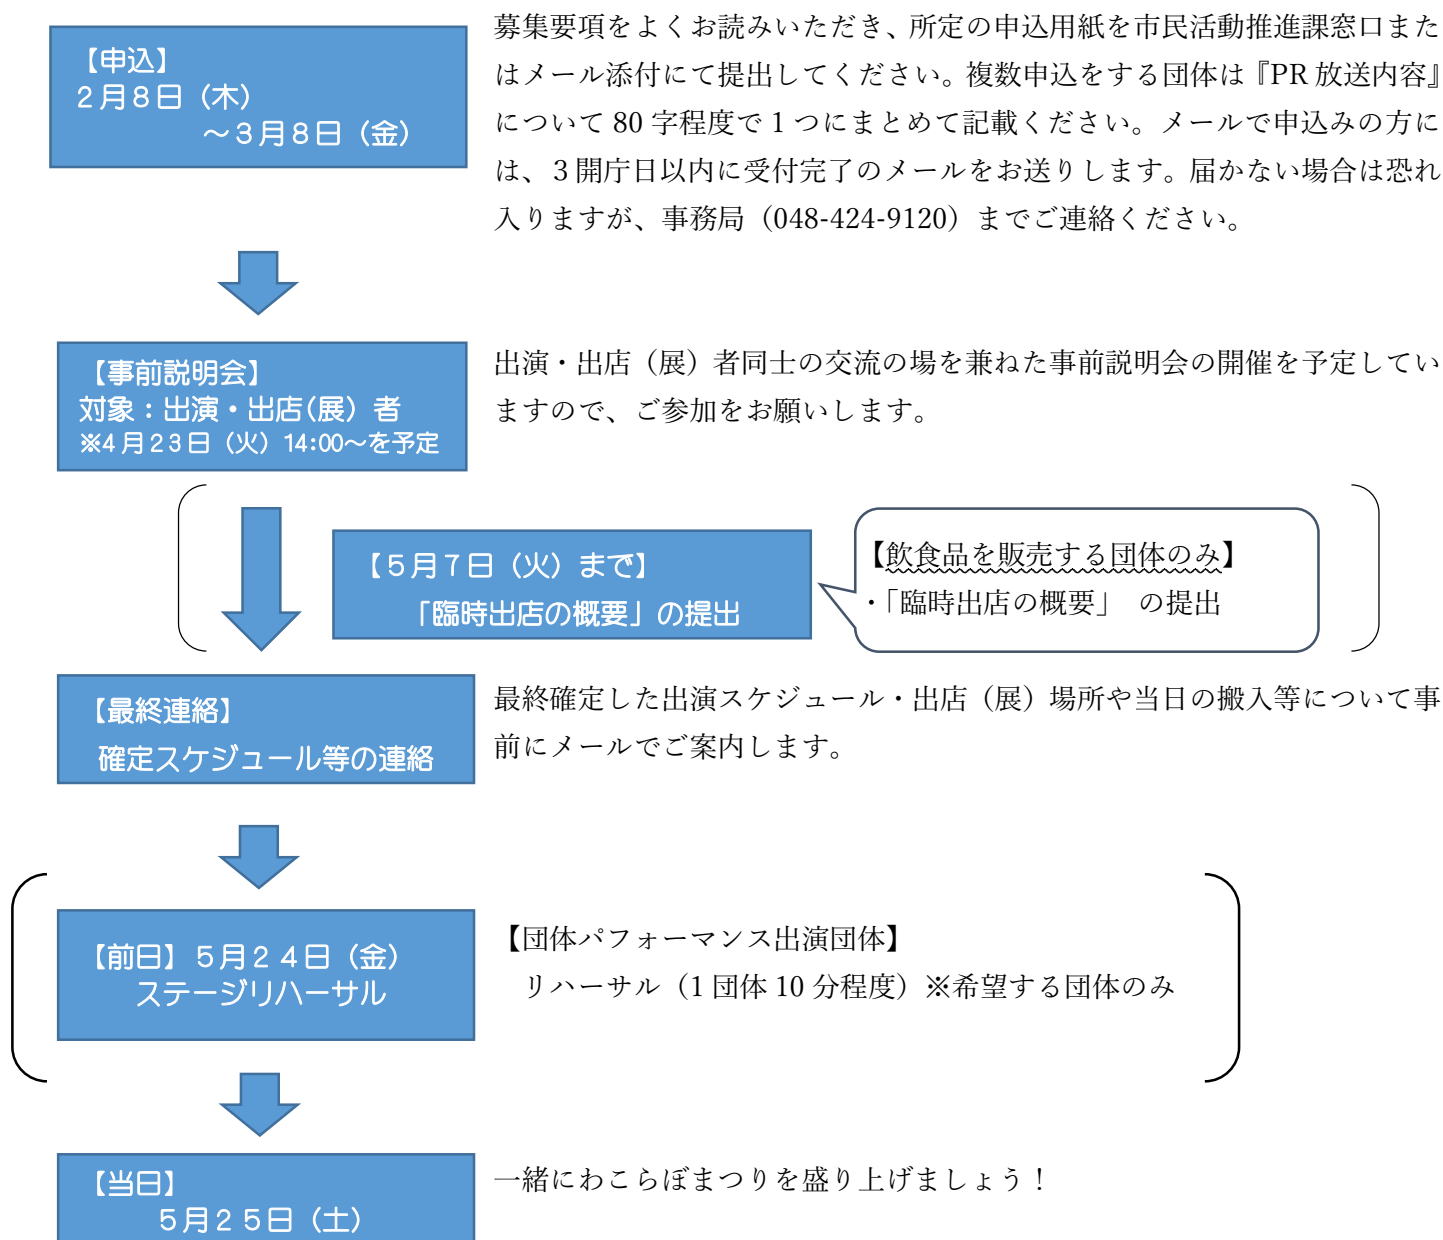 【申込】
２月８日（木）
～３月８日（金）
募集要項をよくお読みいただき、所定の申込用紙を市民活動推進課窓口また
はメール添付にて提出してください。複数申込をする団体は『PR 放送内容』
について 80 字程度で 1 つにまとめて記載ください。メールで申込みの方に
は、３開庁日以内に受付完了のメールをお送りします。届かない場合は恐れ
入りますが、事務局（048-424-9120）までご連絡ください。
【事前説明会】
対象：出演・出店(展）者
※4月２３日（火）14:00～を予定
出演・出店（展）者同士の交流の場を兼ねた事前説明会の開催を予定してい
ますので、ご参加をお願いします。
【５月７日（火）まで】
「臨時出店の概要」の提出
【飲食品を販売する団体のみ】
・「臨時出店の概要」 の提出
【最終連絡】
確定スケジュール等の連絡
最終確定した出演スケジュール・出店（展）場所や当日の搬入等について事
前にメールでご案内します。
【前日】５月２４日（金）
ステージリハーサル
【団体パフォーマンス出演団体】
リハーサル（1 団体 10 分程度）※希望する団体のみ
【当日】
５月２５日（土）
一緒にわこらぼまつりを盛り上げましょう！